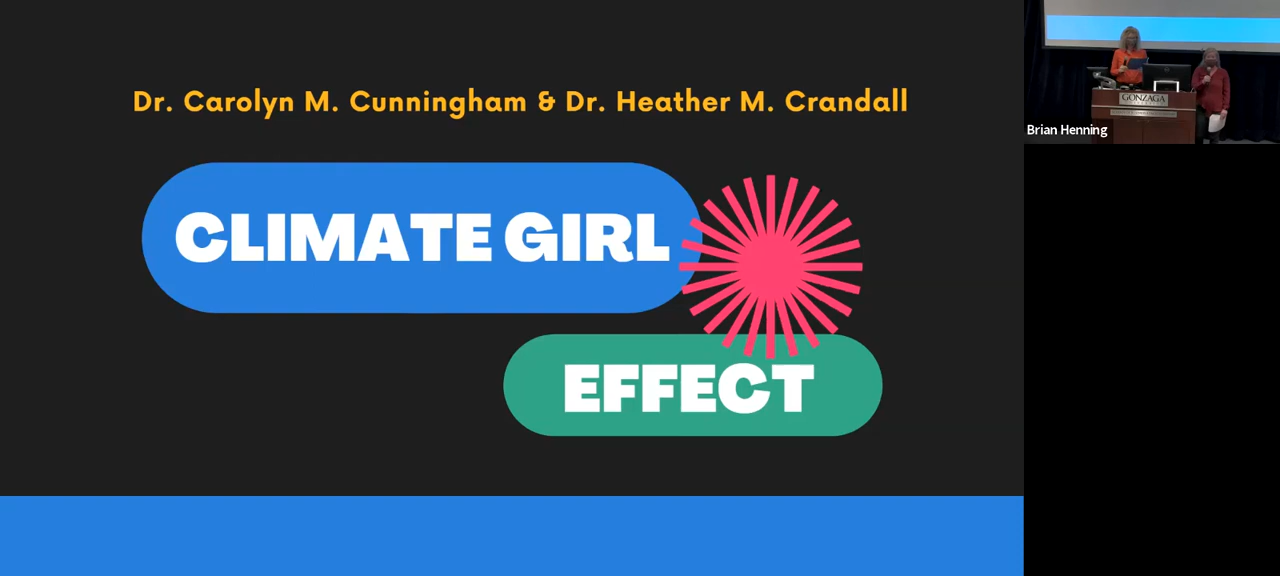 Dr. Carolyn M. Cunningham & Dr. Heather M. Crandall
CLIMATE GIRL
EFFECT
Brian Henning
GONZAGA